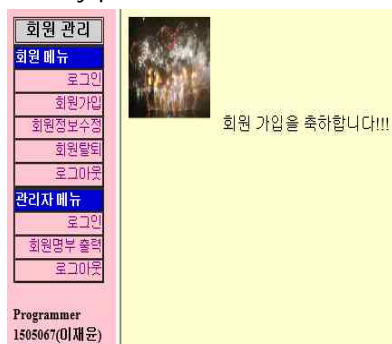 회원 관리
회원 메뉴
로그인
회원가입
회원정보수정
회원탈퇴
로그아웃
관리자 메뉴
로그인
회원명부 출력
로그아웃
Programmer
1505067(이재윤)
회원 가입을 축하합니다!!!